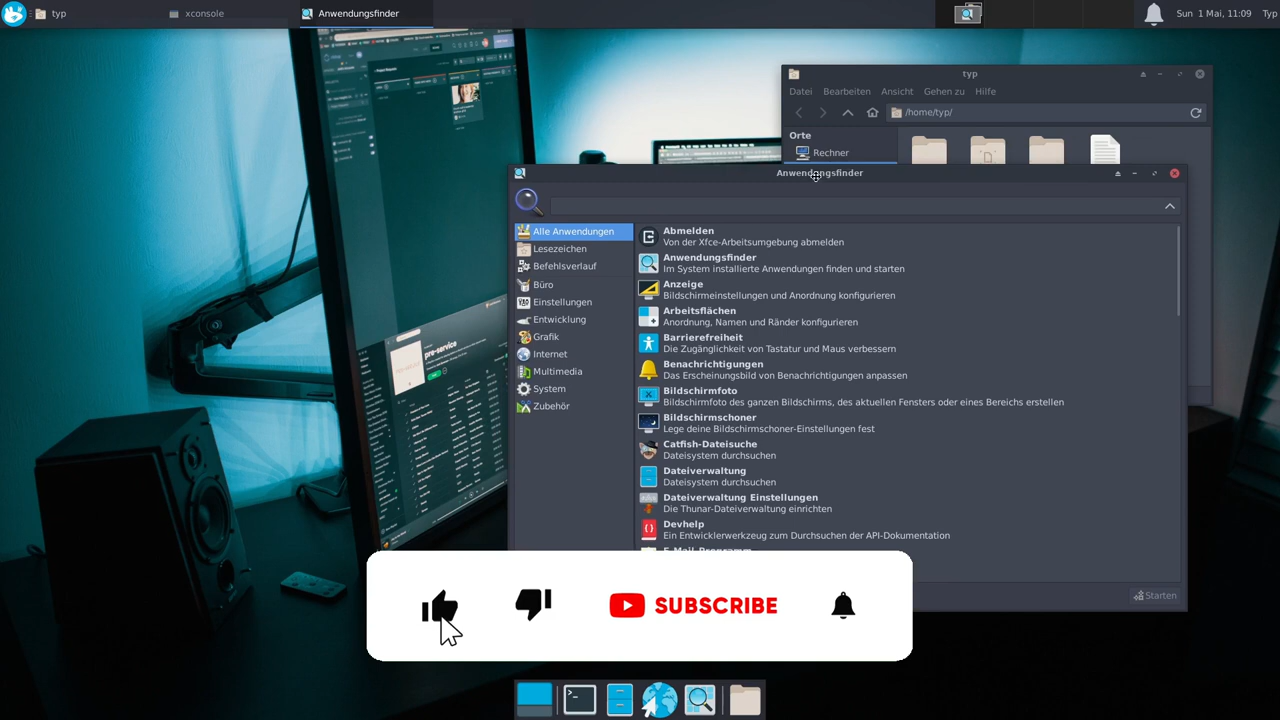 typ
xconsole
Anwendungsfinder
Sun 1 Mai, 11:09 Typ
typ
Datei Bearbeiten Ansicht Gehen zu Hilfe
/home/typ/
Orte
Rechner
Anwendungsfinder
Alle Anwendungen
Lesezeichen
Befehlsverlauf
Büro
Einstellungen
Entwicklung
Grafik
Internet
Multimedia
System
Zubehör
Abmelden
Von der Xfce-Arbeitsumgebung abmelden
Anwendungsfinder
Im System installierte Anwendungen finden und starten
Anzeige
Bildschirmeinstellungen und Anordnung konfigurieren
Arbeitsflächen
Anordnung, Namen und Ränder konfigurieren
Barrierefreiheit
Die Zugänglichkeit von Tastatur und Maus verbessern
Benachrichtigungen
Das Erscheinungsbild von Benachrichtigungen anpassen
Bildschirmfoto
Bildschirmfoto des ganzen Bildschirms, des aktuellen Fensters oder eines Bereichs erstellen
Bildschirmschoner
Lege deine Bildschirmschoner-Einstellungen fest
Catfish-Dateisuche
Dateisystem durchsuchen
Dateiverwaltung
Dateisystem durchsuchen
Dateiverwaltung Einstellungen
Die Thunar-Dateiverwaltung einrichten
Devhelp
Ein Entwicklerwerkzeug zum Durchsuchen der API-Dokumentation
E-Mail-Programm
Starten
pre-service
SUBSCRIBE